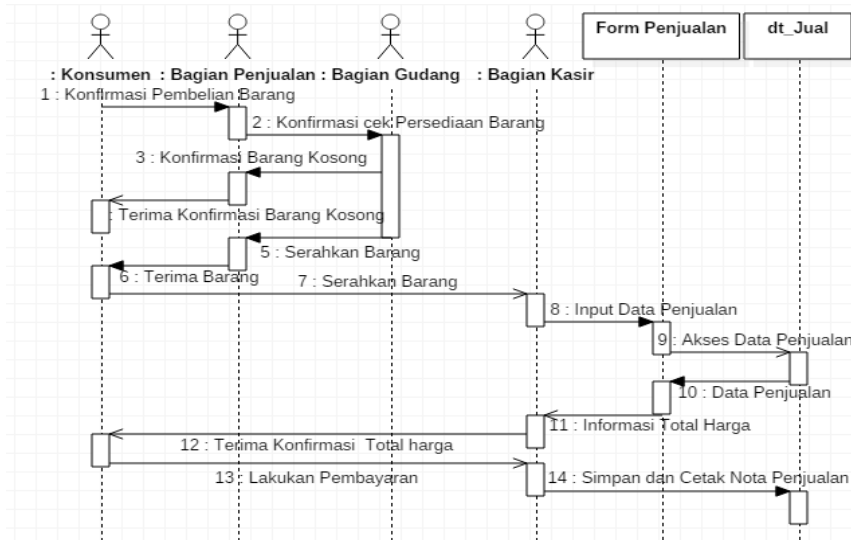 Form Penjualan
dt_Jual
: Konsumen
: Bagian Penjualan
: Bagian Gudang
: Bagian Kasir
1 : Konfirmasi Pembelian Barang
2 : Konfirmasi cek Persediaan Barang
3 : Konfirmasi Barang Kosong
: Terima Konfirmasi Barang Kosong
5 : Serahkan Barang
6 : Terima Barang
7 : Serahkan Barang
8 : Input Data Penjualan
9 : Akses Data Penjualan
10 : Data Penjualan
11 : Informasi Total Harga
12 : Terima Konfirmasi Total harga
13 : Lakukan Pembayaran
14 : Simpan dan Cetak Nota Penjualan